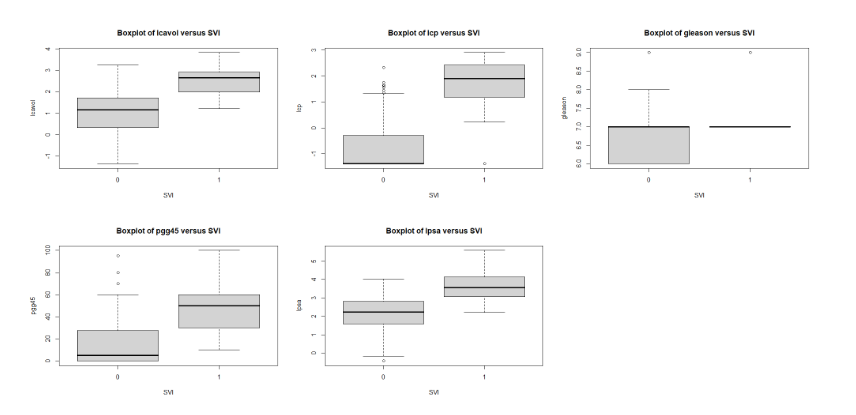 Boxplot of lcavol versus SVI
lcavol
-1 0 1 2 3 4
0 1
SVI
Boxplot of lcp versus SVI
lcp
-1 0 1 2 3
0 1
SVI
Boxplot of gleason versus SVI
gleason
6.0 6.5 7.0 7.5 8.0 8.5 9.0
0 1
SVI
Boxplot of pgg45 versus SVI
pgg45
0 20 40 60 80 100
0 1
SVI
Boxplot of lpsa versus SVI
lpsa
0 1 2 3 4 5
0 1
SVI